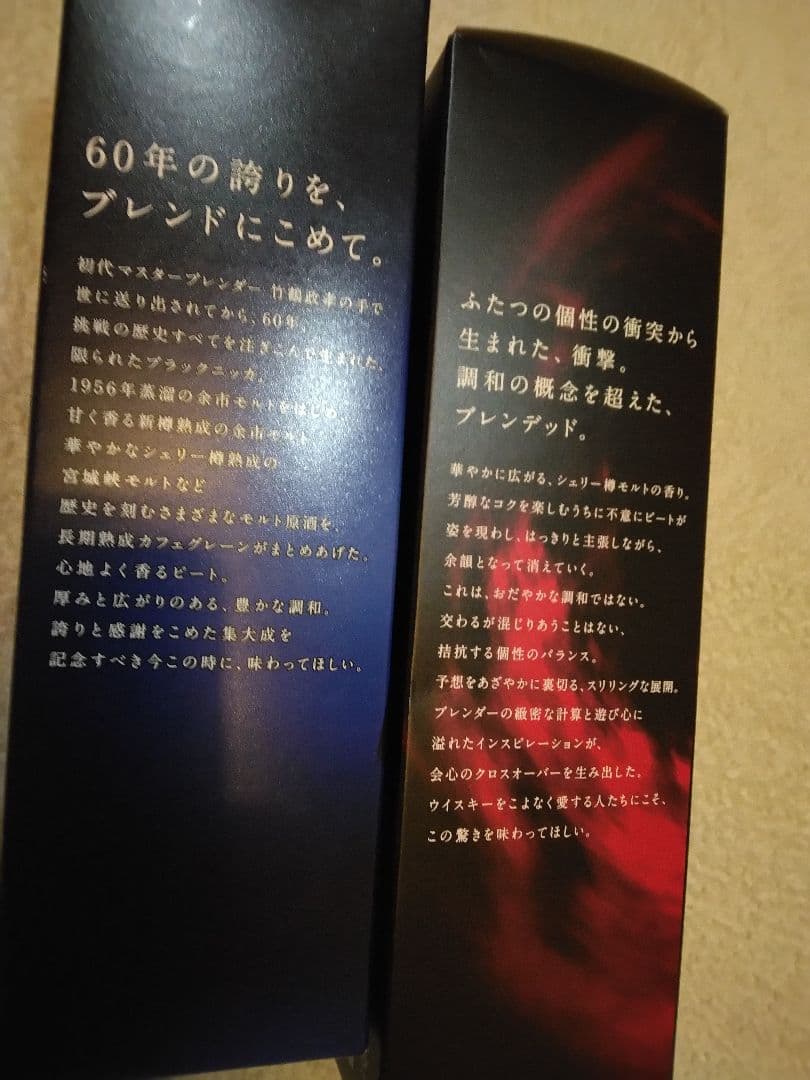 60年の誇りを、
ブレンドにこめて。
初代マスターブレンダー 竹鶴政孝の手で
世に送り出されてから、60年。
挑戦の歴史すべてを注ぎこんで生まれた、
限られたブラックニッカ。
1956年蒸溜の余市モルトをはじめ、
甘く香る新樽熟成の余市モルト、
華やかなシェリー樽熟成の
宮城峡モルトなど
歴史を刻むさまざまなモルト原酒を、
長期熟成カフェグレーンがまとめあげた。
心地よく香るピート。
厚みと広がりのある、豊かな調和。
誇りと感謝をこめた集大成を
記念すべき今この時に、味わってほしい。
ふたつの個性の衝突から
生まれた、衝撃。
調和の概念を超えた、
ブレンデッド。
華やかに広がる、シェリー樽モルトの香り。
芳醇なコクを楽しむうちに不意にピートが
姿を現わし、はっきりと主張しながら、
余韻となって消えていく。
これは、おだやかな調和ではない。
交わるが混じりあうことはない、
拮抗する個性のバランス。
予想をあざやかに裏切る、スリリングな展開。
ブレンダーの緻密な計算と遊び心に
溢れたインスピレーションが、
会心のクロスオーバーを生み出した。
ウイスキーをこよなく愛する人たちにこそ、
この驚きを味わってほしい。